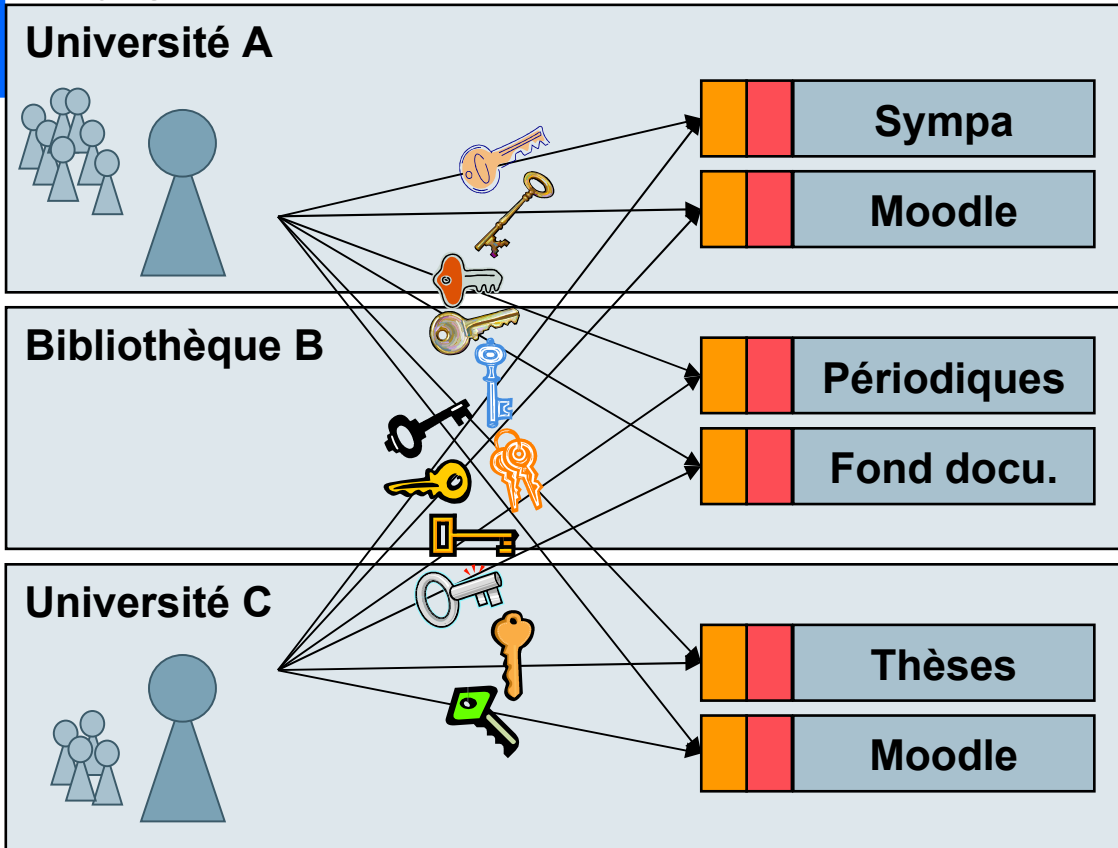 Université A
Sympa
Moodle
Bibliothèque B
Périodiques
Fond docu.
Université C
Thèses
Moodle